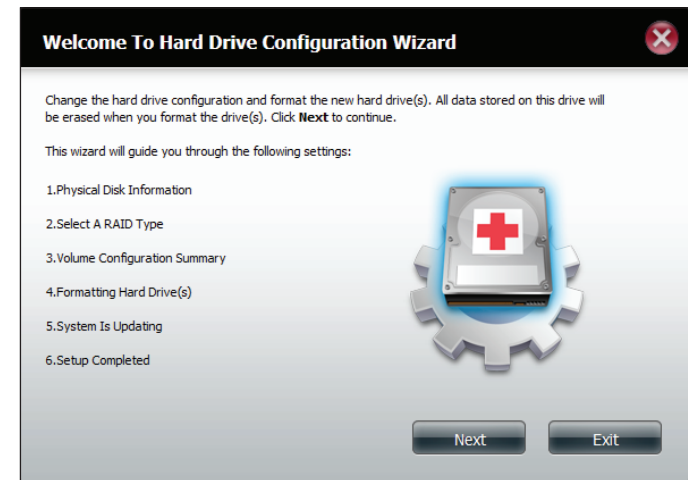 Welcome To Hard Drive Configuration Wizard
Change the hard drive configuration and format the new hard drive(s). All data stored on this drive will
be erased when you format the drive(s). Click Next to continue.
This wizard will guide you through the following settings:
1.Physical Disk Information
2.Select A RAID Type
3.Volume Configuration Summary
4.Formatting Hard Drive(s)
5.System Is Updating
6.Setup Completed
Next
Exit